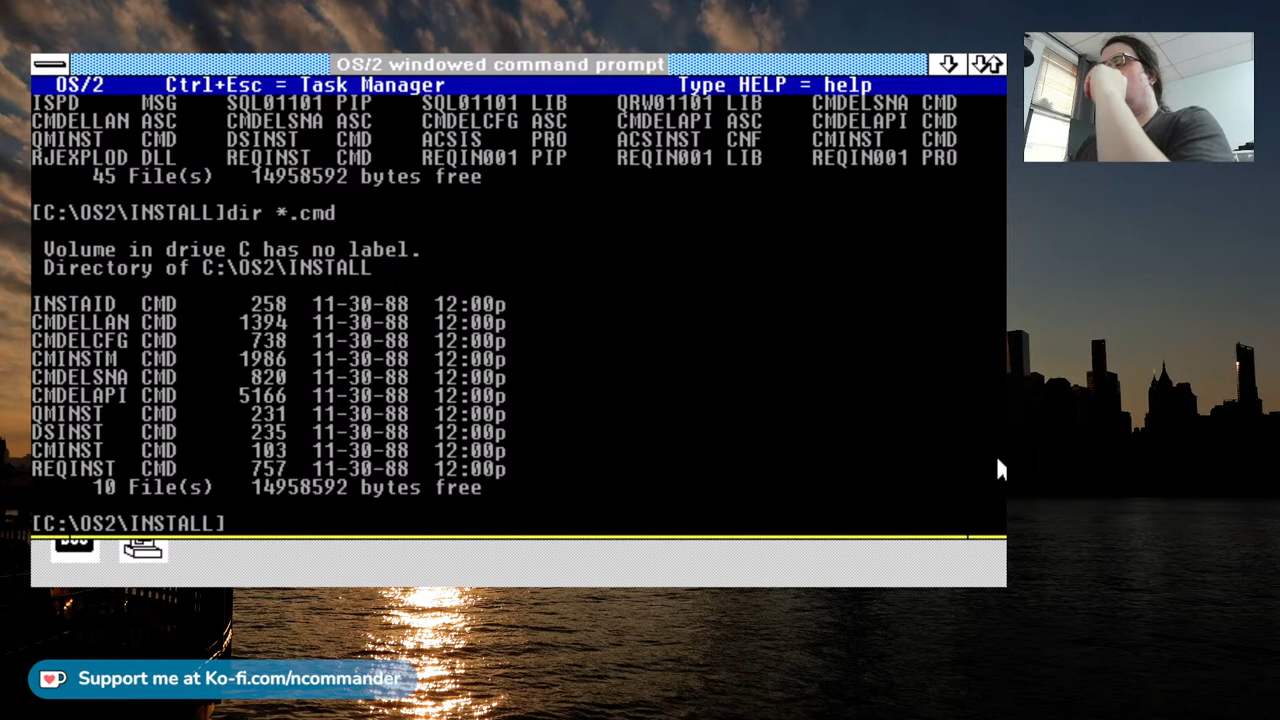 OS/2 windowed command prompt
OS/2 Ctrl+Esc = Task Manager Type HELP = help
ISPD MSG SQL01101 PIP SQL01101 LIB QRW01101 LIB CMDELSNA CMD
CMDELLAN ASC CMDELSNA ASC CMDELCFG ASC CMDELAPI ASC CMDELAPI CMD
QMINST CMD DSINST CMD ACSIS PRO ACSINST CNF CMINST CMD
RJEXPLOD DLL REQINST CMD REQIN001 PIP REQIN001 LIB REQIN001 PRO
45 File(s) 14958592 bytes free
[C:\OS2\INSTALL]dir *.cmd
Volume in drive C has no label.
Directory of C:\OS2\INSTALL
INSTAID CMD 258 11-30-88 12:00p
CMDELLAN CMD 1394 11-30-88 12:00p
CMDELCFG CMD 738 11-30-88 12:00p
CMINSTM CMD 1986 11-30-88 12:00p
CMDELSNA CMD 820 11-30-88 12:00p
CMDELAPI CMD 5166 11-30-88 12:00p
QMINST CMD 231 11-30-88 12:00p
DSINST CMD 235 11-30-88 12:00p
CMINST CMD 103 11-30-88 12:00p
REQINST CMD 757 11-30-88 12:00p
10 File(s) 14958592 bytes free
[C:\OS2\INSTALL]
Support me at Ko-fi.com/ncommander